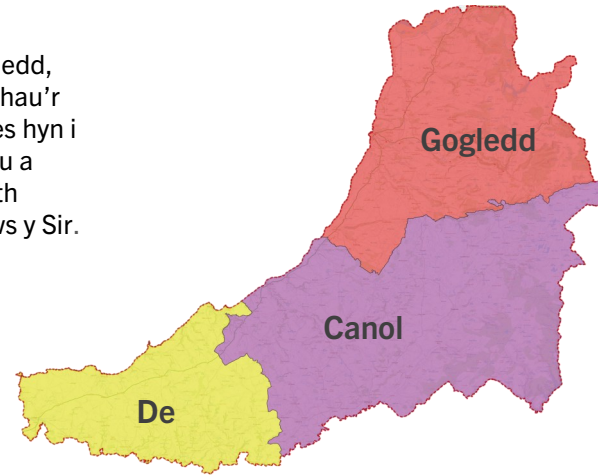 edd,
hau'r
es hyn i
u a
th
ws y Sir.
Gogledd
Canol
De